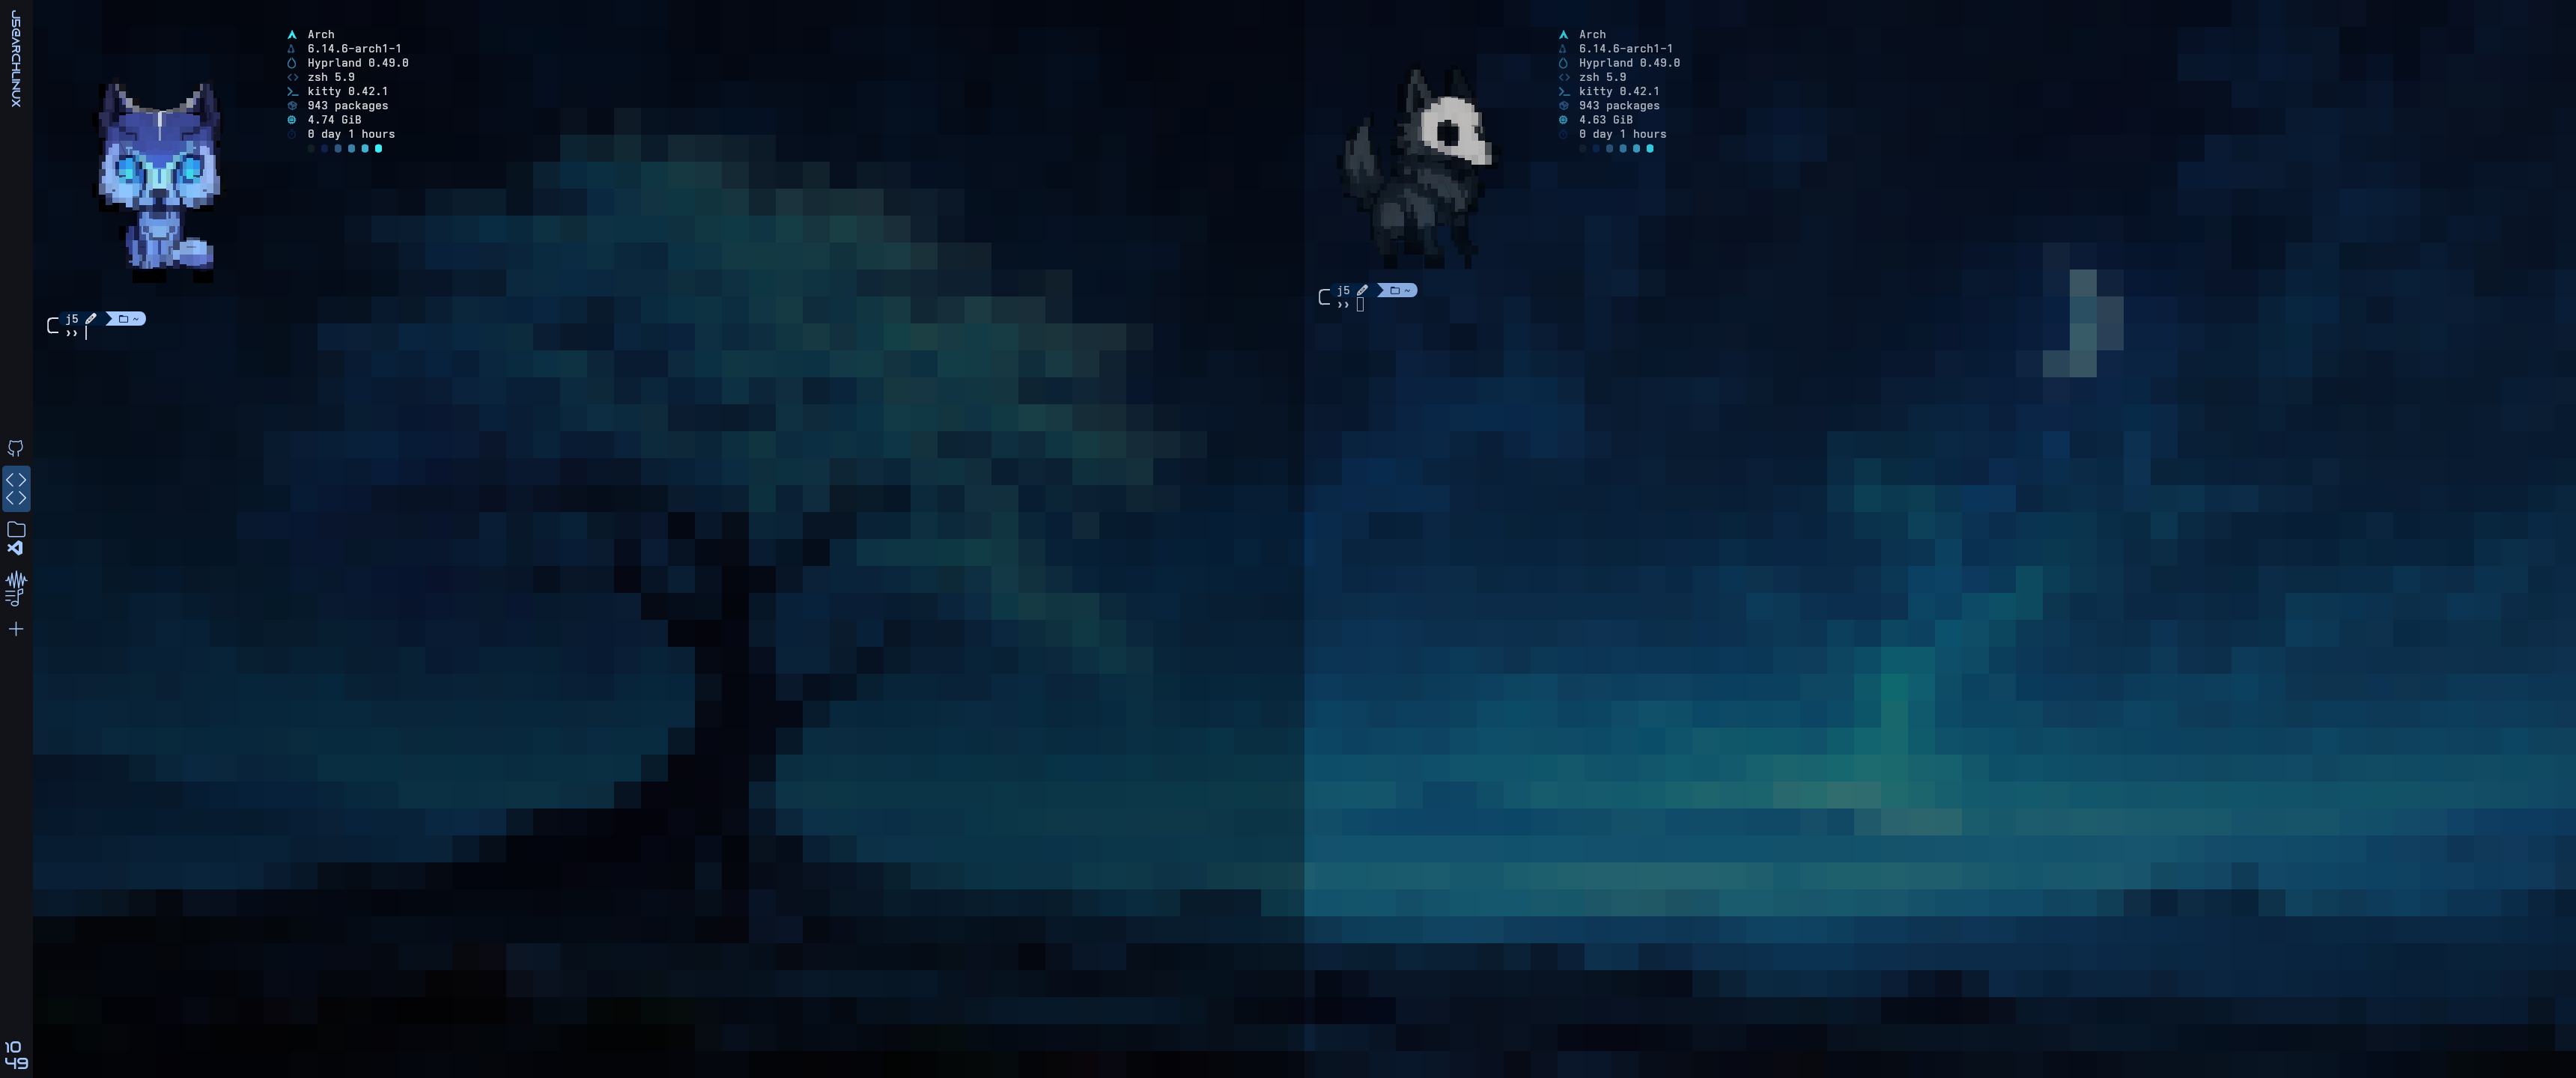 J5@ARCHLINUX
Arch
6.14.6-arch1-1
Hyprland 0.49.0
zsh 5.9
kitty 0.42.1
943 packages
4.74 GiB
0 day 1 hours
j5 ~
››
Arch
6.14.6-arch1-1
Hyprland 0.49.0
zsh 5.9
kitty 0.42.1
943 packages
4.63 GiB
0 day 1 hours
j5 ~
››
10
49